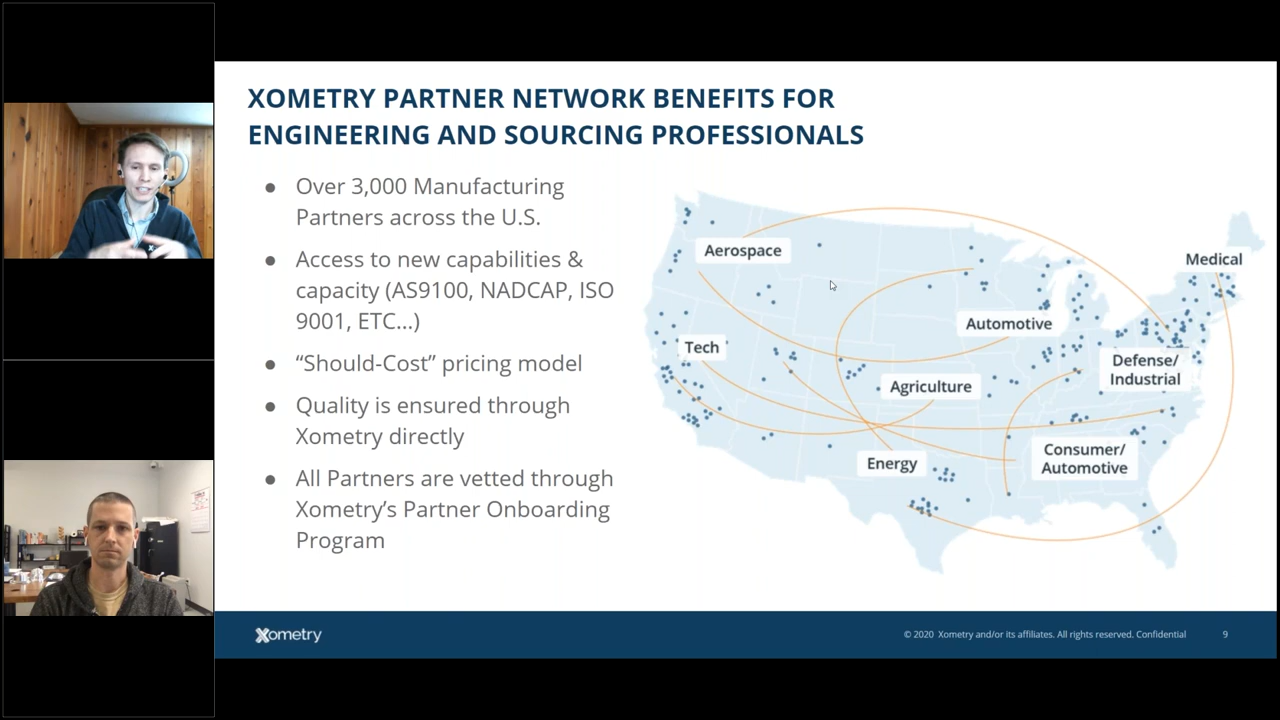 XOMETRY PARTNER NETWORK BENEFITS FOR
ENGINEERING AND SOURCING PROFESSIONALS
● Over 3,000 Manufacturing
Partners across the U.S.
● Access to new capabilities &
capacity (AS9100, NADCAP, ISO
9001, ETC...)
● “Should-Cost” pricing model
● Quality is ensured through
Xometry directly
● All Partners are vetted through
Xometry’s Partner Onboarding
Program
Aerospace
Medical
Automotive
Tech
Defense/
Industrial
Agriculture
Consumer/
Automotive
Energy
Xometry
© 2020 Xometry and/or its affiliates. All rights reserved. Confidential
9